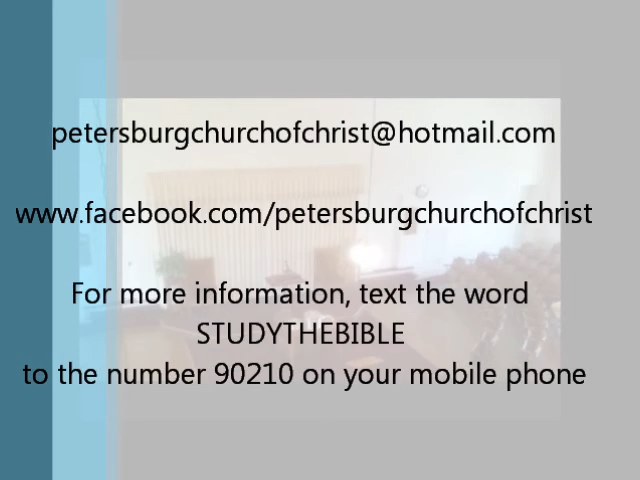 petersburgchurchofchrist@hotmail.com
www.facebook.com/petersburgchurchofchrist
For more information, text the word
STUDYTHEBIBLE
to the number 90210 on your mobile phone